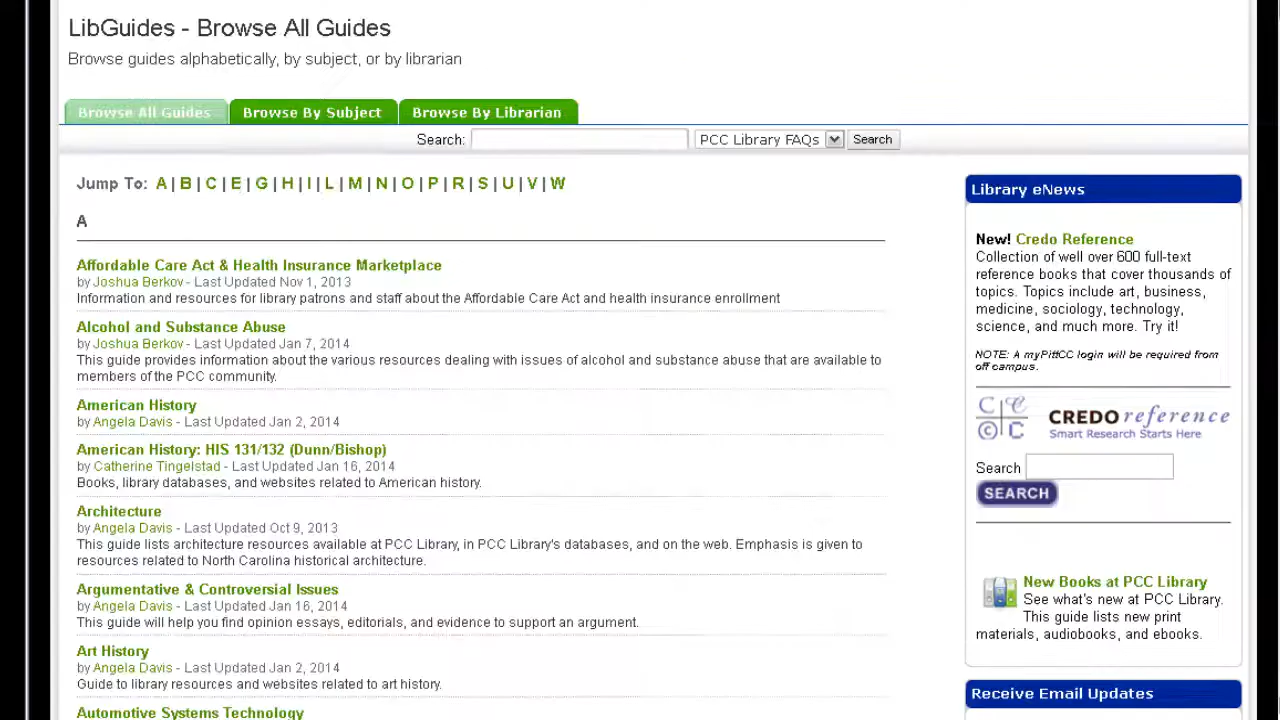 LibGuides - Browse All Guides
Browse guides alphabetically, by subject, or by librarian
Browse All Guides
Browse By Subject
Browse By Librarian
Search:
PCC Library FAQs
Search
Jump To: A | B | C | E | G | H | I | L | M | N | O | P | R | S | U | V | W
A
Affordable Care Act & Health Insurance Marketplace
by Joshua Berkov - Last Updated Nov 1, 2013
Information and resources for library patrons and staff about the Affordable Care Act and health insurance enrollment
Alcohol and Substance Abuse
by Joshua Berkov - Last Updated Jan 7, 2014
This guide provides information about the various resources dealing with issues of alcohol and substance abuse that are available to
members of the PCC community.
American History
by Angela Davis - Last Updated Jan 2, 2014
American History: HIS 131/132 (Dunn/Bishop)
by Catherine Tingelstad - Last Updated Jan 16, 2014
Books, library databases, and websites related to American history.
Architecture
by Angela Davis - Last Updated Oct 9, 2013
This guide lists architecture resources available at PCC Library, in PCC Library's databases, and on the web. Emphasis is given to
resources related to North Carolina historical architecture.
Argumentative & Controversial Issues
by Angela Davis - Last Updated Jan 16, 2014
This guide will help you find opinion essays, editorials, and evidence to support an argument.
Art History
by Angela Davis - Last Updated Jan 2, 2014
Guide to library resources and websites related to art history.
Automotive Systems Technology
Library eNews
New! Credo Reference
Collection of well over 600 full-text
reference books that cover thousands of
topics. Topics include art, business,
medicine, sociology, technology,
science, and much more. Try it!
NOTE: A myPittCC login will be required from
off campus.
C C
© C
CREDO reference
Smart Research Starts Here
Search
SEARCH
New Books at PCC Library
See what's new at PCC Library.
This guide lists new print
materials, audiobooks, and ebooks.
Receive Email Updates